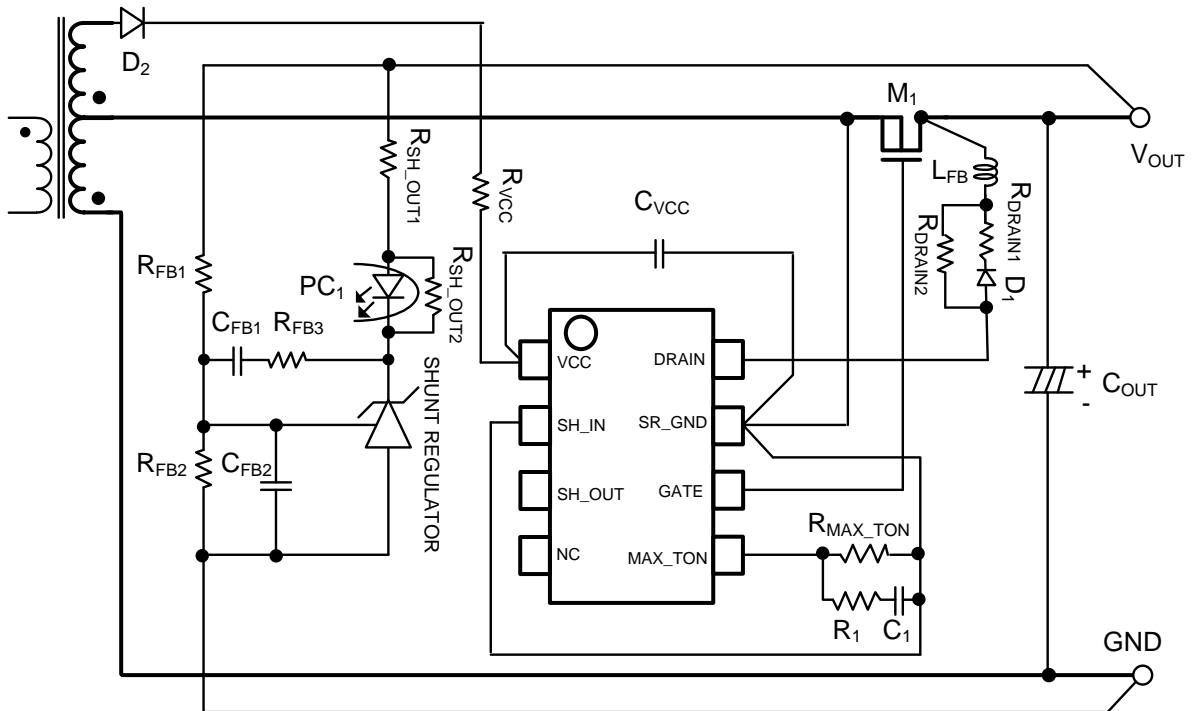 D2
M1
VOUT
RSH_OUT1
RVCC
CVCC
LFB
RDRAIN1
RDRAIN2
D1
RFB1
PC1
RSH_OUT2
CFB1
RFB3
VCC
DRAIN
SHUNT REGULATOR
+
-
COUT
SH_IN
SR_GND
RFB2
CFB2
SH_OUT
GATE
RMAX_TON
NC
MAX_TON
R1
C1
GND